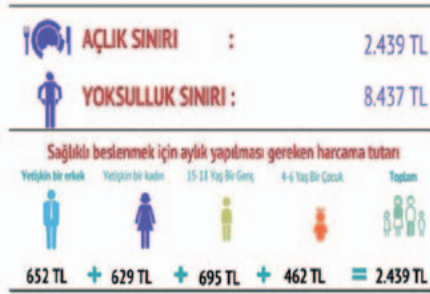 AÇLIK SINIRI : 2.439 TL
YOKSULLUK SINIRI : 8.437 TL
Sağlıklı beslenmek için aylık yapılması gereken harcama tutarı
Yetişkin bir erkek Yetişkin bir kadın 15-18 Yaş Bir Genç 4-6 Yaş Bir Çocuk Toplam
652 TL + 629 TL + 695 TL + 462 TL = 2.439 TL